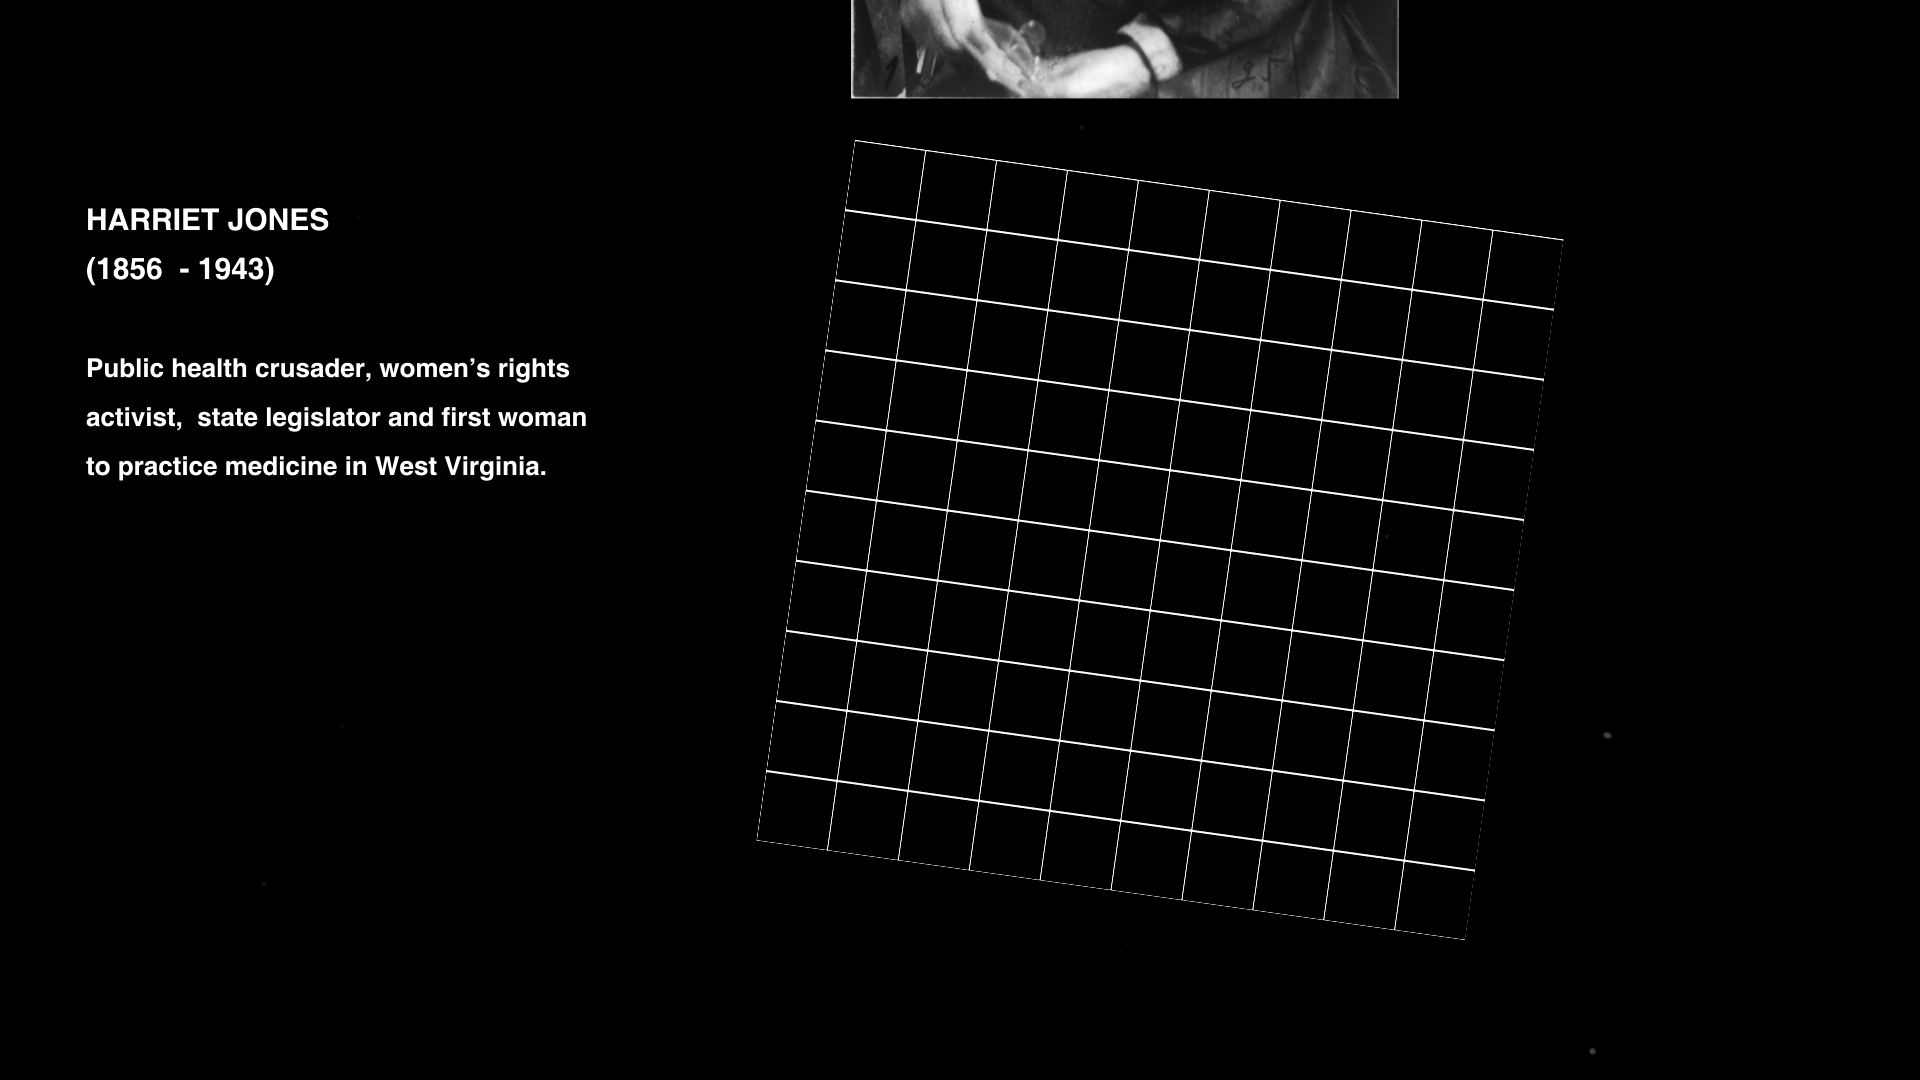 HARRIET JONES
(1856  - 1943)
Public health crusader, women’s rights
activist,  state legislator and first woman
to practice medicine in West Virginia.